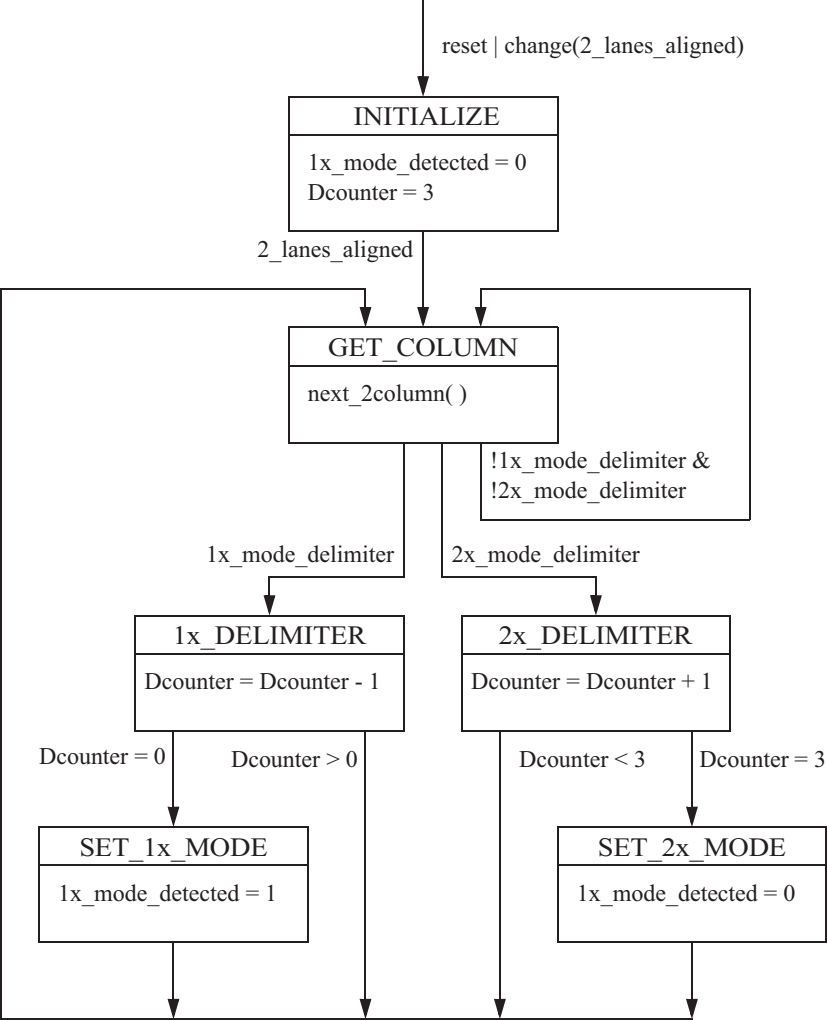 reset | change(2_lanes_aligned)
INITIALIZE
1x_mode_detected = 0
Dcounter = 3
2_lanes_aligned
GET_COLUMN
next_2column( )
!1x_mode_delimiter &
!2x_mode_delimiter
1x_mode_delimiter
2x_mode_delimiter
1x_DELIMITER
Dcounter = Dcounter - 1
2x_DELIMITER
Dcounter = Dcounter + 1
Dcounter = 0
Dcounter > 0
Dcounter < 3
Dcounter = 3
SET_1x_MODE
1x_mode_detected = 1
SET_2x_MODE
1x_mode_detected = 0